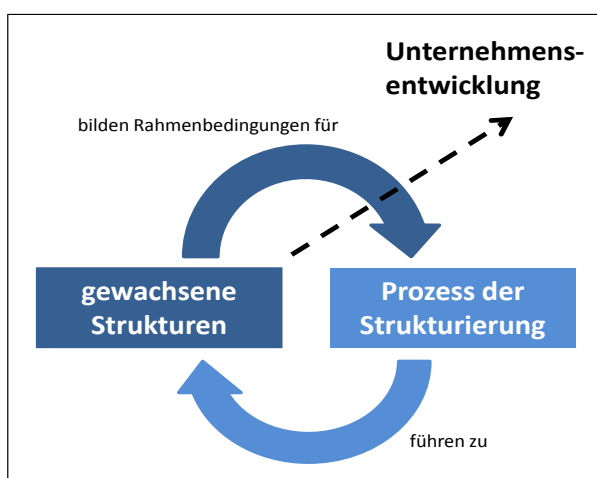 Unternehmens-
entwicklung
bilden Rahmenbedingungen für
gewachsene
Strukturen
Prozess der
Strukturierung
führen zu